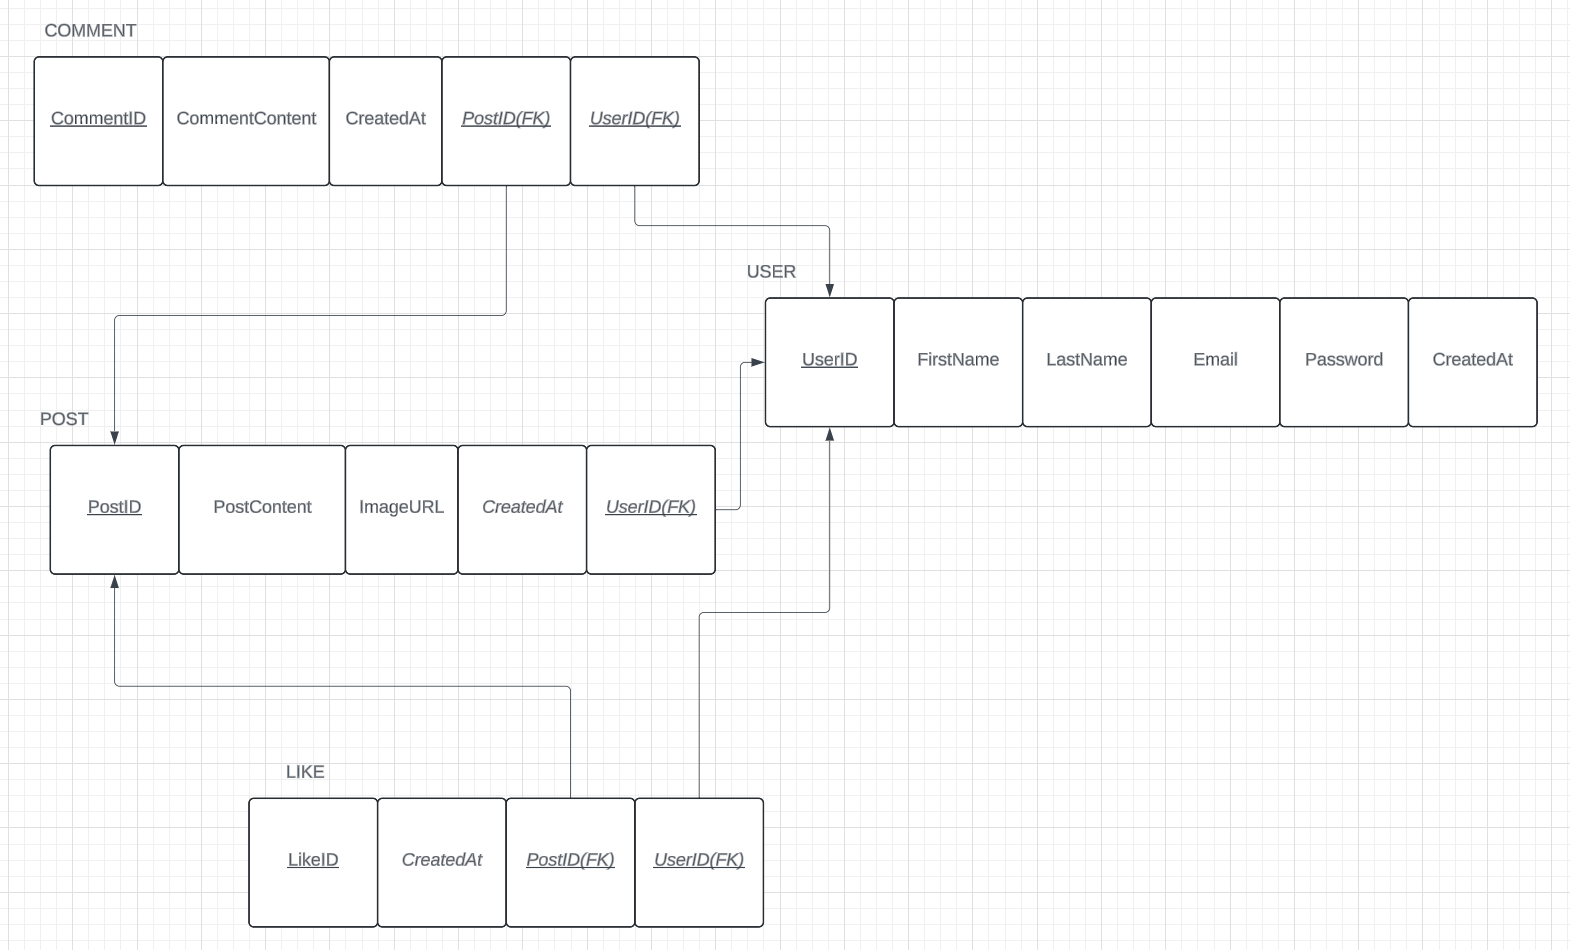 COMMENT
CommentID CommentContent CreatedAt PostID(FK) UserID(FK)
USER
UserID FirstName LastName Email Password CreatedAt
POST
PostID PostContent ImageURL CreatedAt UserID(FK)
LIKE
LikeID CreatedAt PostID(FK) UserID(FK)